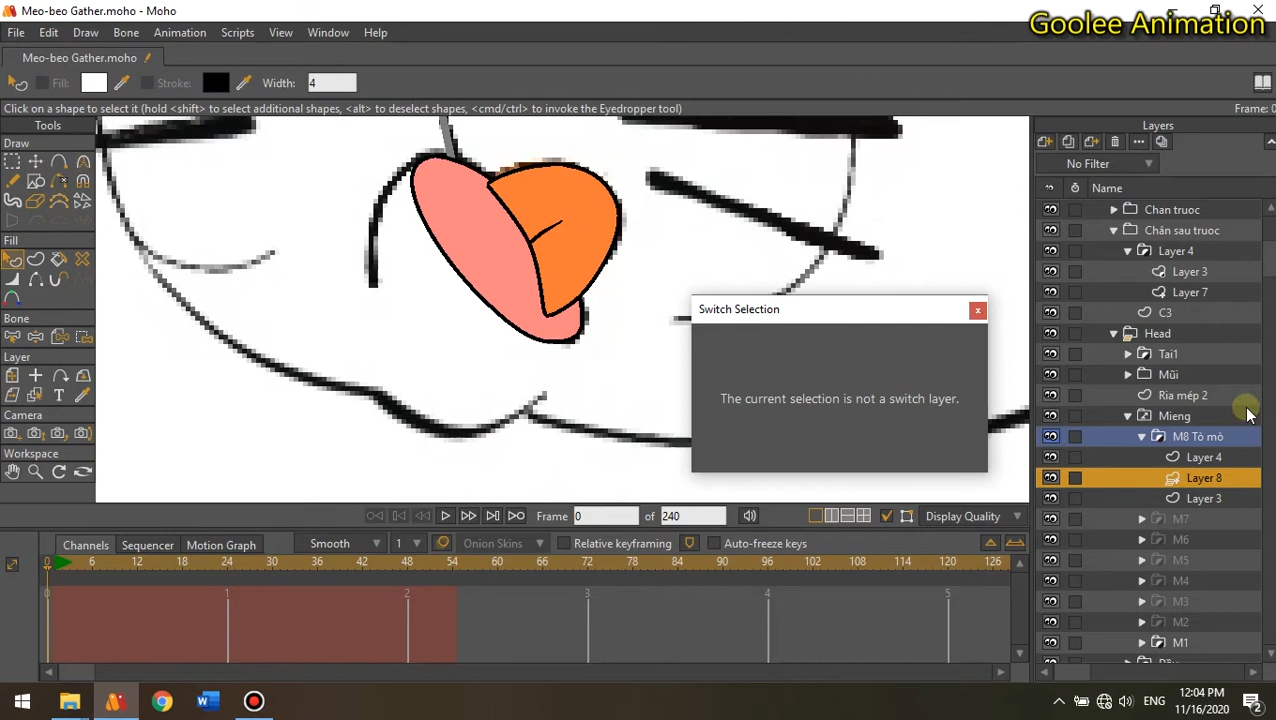 Meo-beo Gather.moho - Moho
Goolee Animation
File Edit Draw Bone Animation Scripts View Window Help
Meo-beo Gather.moho
Fill: Stroke: Width: 4
Click on a shape to select it (hold <shift> to select additional shapes, <alt> to deselect shapes, <cmd/ctrl> to invoke the Eyedropper tool)
Frame: 0
Tools
Draw
Fill
Bon
Layer
Camera
Workspace
Layers
No Filter
Name
Chan truoc
Chân sau truoc
Layer 4
Layer 3
Layer 7
C3
Head
Tai1
Mũi
Ria mép 2
Mieng
M8 Tò mò
Layer 4
Layer 8
Layer 3
M7
M6
M5
M4
M3
M2
M1
Switch Selection
x
The current selection is not a switch layer.
Frame 0 of 240 Display Quality
Channels Sequencer Motion Graph Smooth 1 Onion Skins Relative keyframing Auto-freeze keys
0 6 12 18 24 30 36 42 48 54 60 66 72 78 84 90 96 102 108 114 120 126
0 1 2 3 4 5
ENG
12:04 PM
11/16/2020
2